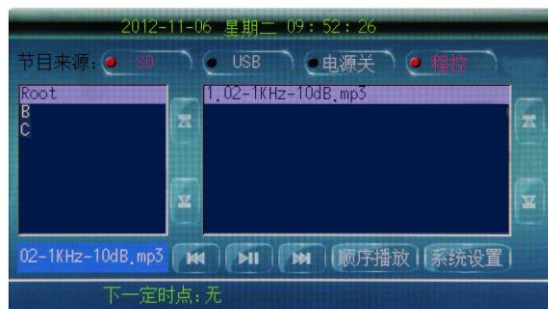 2012-11-06 星期二 09:52:26
节目来源: SD USB 电源关 程控
Root
B
C
1.02-1KHz-10dB.mp3
02-1KHz-10dB.mp3 顺序播放 系统设置
下一定时点:无